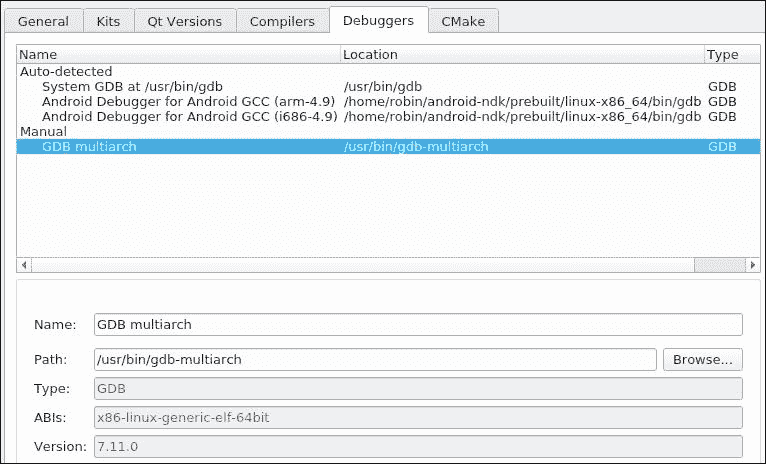 General Kits Qt Versions Compilers Debuggers CMake
Name Location Type
Auto-detected
System GDB at /usr/bin/gdb /usr/bin/gdb GDB
Android Debugger for Android GCC (arm-4.9) /home/robin/android-ndk/prebuilt/linux-x86_64/bin/gdb GDB
Android Debugger for Android GCC (i686-4.9) /home/robin/android-ndk/prebuilt/linux-x86_64/bin/gdb GDB
Manual
GDB multiarch /usr/bin/gdb-multiarch GDB
Name: GDB multiarch
Path: /usr/bin/gdb-multiarch Browse...
Type: GDB
ABIs: x86-linux-generic-elf-64bit
Version: 7.11.0